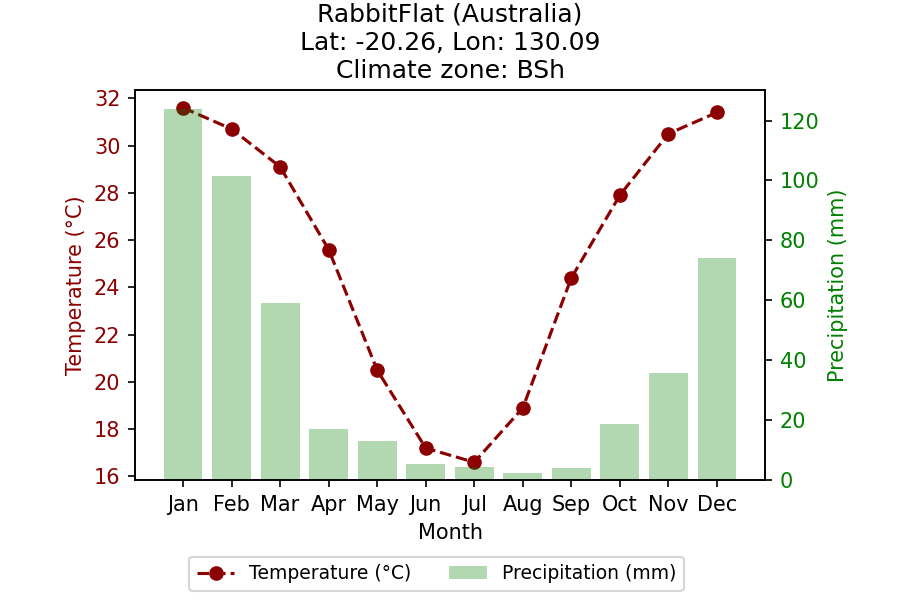 RabbitFlat (Australia)
Lat: -20.26, Lon: 130.09
Climate zone: BSh
32
30
28
26
24
22
20
18
16
Temperature (°C)
120
100
80
60
40
20
0
Precipitation (mm)
Jan Feb Mar Apr May Jun Jul Aug Sep Oct Nov Dec
Month
Temperature (°C) Precipitation (mm)